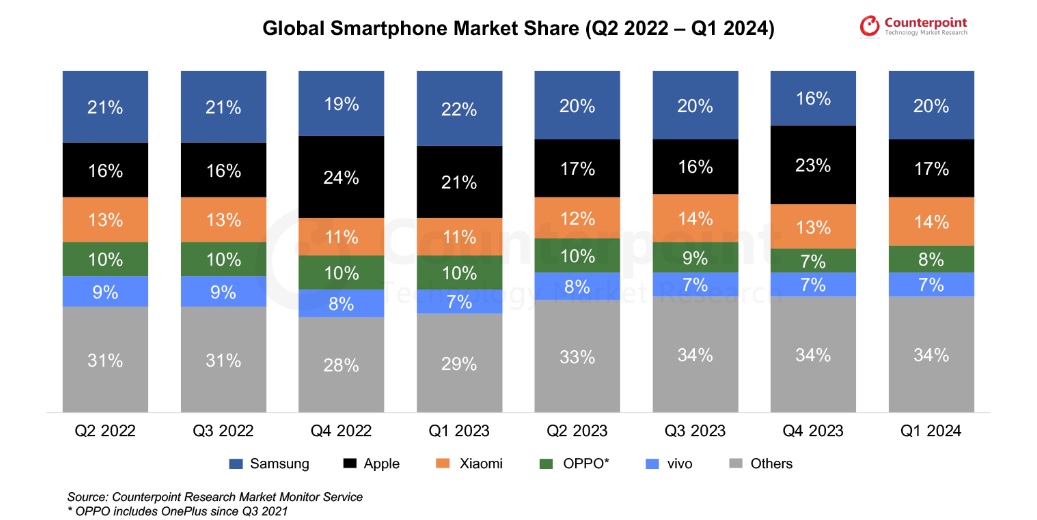 Global Smartphone Market Share (Q2 2022 – Q1 2024)
Counterpoint
Technology Market Research
21% 21% 19% 22% 20% 20% 16% 20%
16% 16% 24% 21% 17% 16% 23% 17%
13% 13% 11% 11% 12% 14% 13% 14%
10% 10% 10% 10% 10% 9% 7% 8%
9% 9% 8% 7% 8% 7% 7% 7%
31% 31% 28% 29% 33% 34% 34% 34%
Counterpoint
Technology Market Research
Q2 2022 Q3 2022 Q4 2022 Q1 2023 Q2 2023 Q3 2023 Q4 2023 Q1 2024
Samsung Apple Xiaomi OPPO* vivo Others
Source: Counterpoint Research Market Monitor Service
* OPPO includes OnePlus since Q3 2021